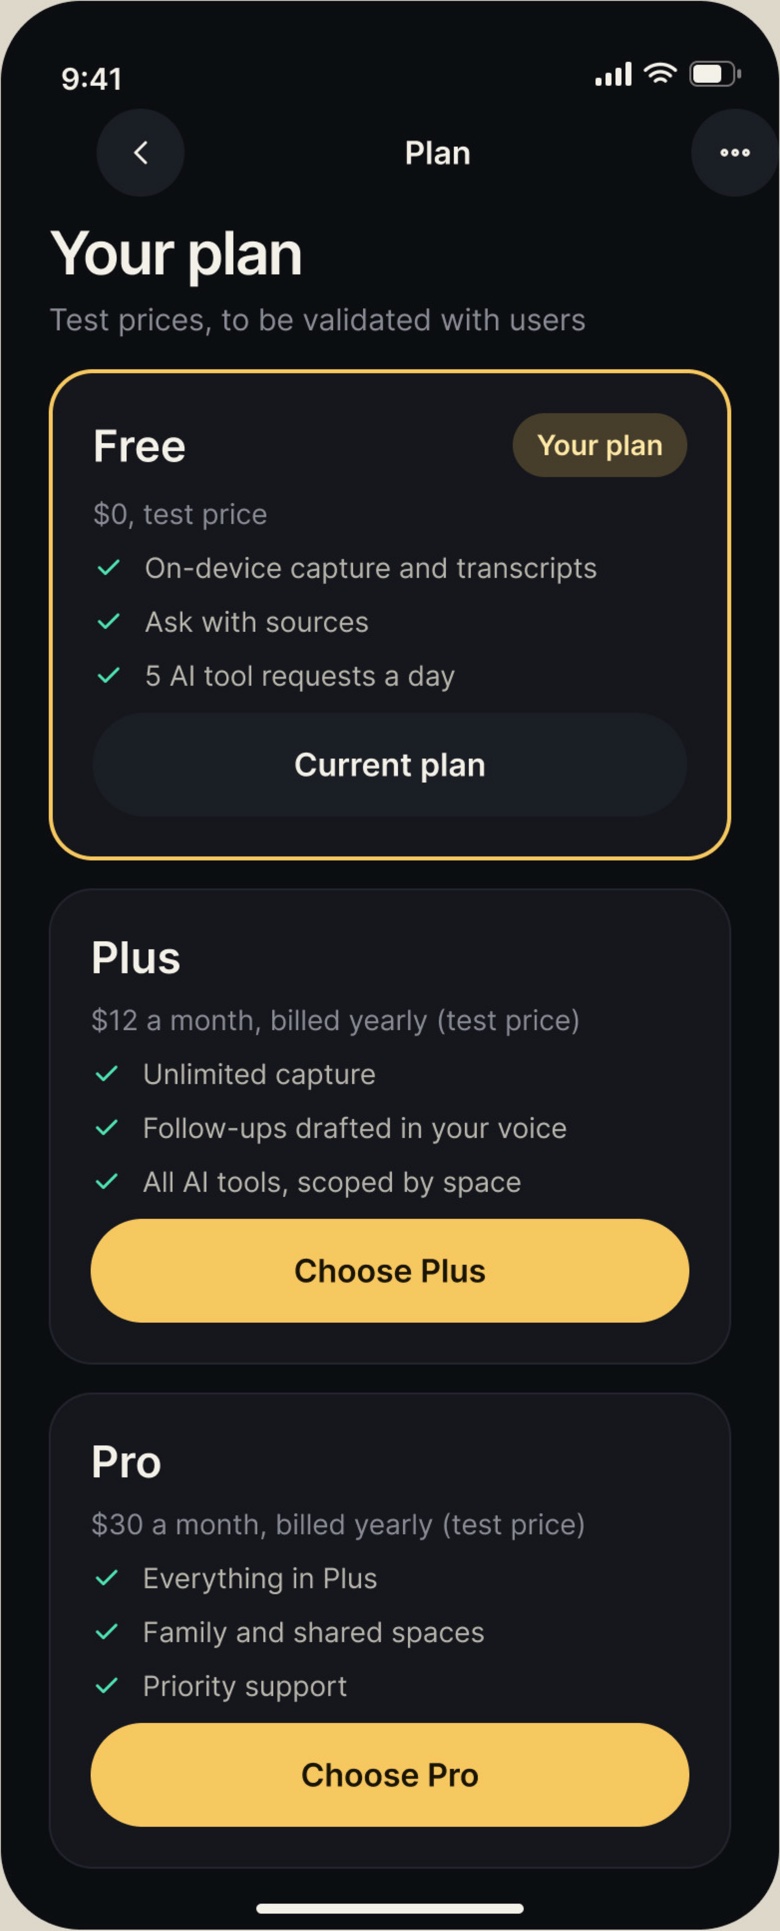 9:41
Plan
Your plan
Test prices, to be validated with users
Free
Your plan
$0, test price
On-device capture and transcripts
Ask with sources
5 AI tool requests a day
Current plan
Plus
$12 a month, billed yearly (test price)
Unlimited capture
Follow-ups drafted in your voice
All AI tools, scoped by space
Choose Plus
Pro
$30 a month, billed yearly (test price)
Everything in Plus
Family and shared spaces
Priority support
Choose Pro